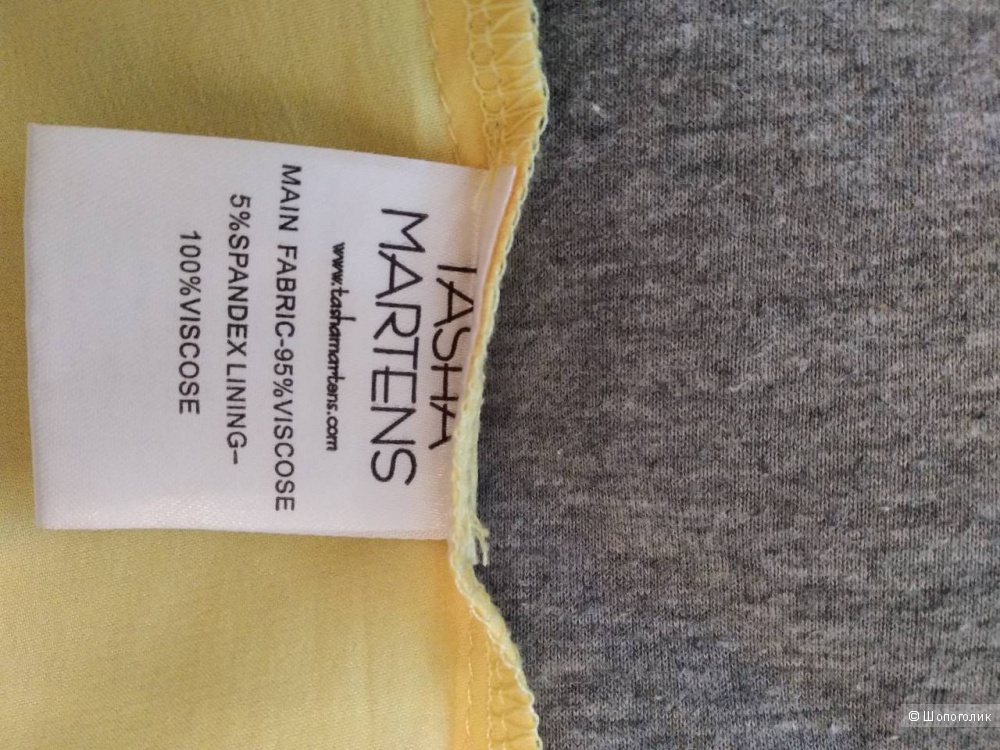 TASHA
MARTENS
www.tashamartens.com
MAIN FABRIC-95%VISCOSE
5%SPANDEX LINING-
100%VISCOSE
© Шопоголик